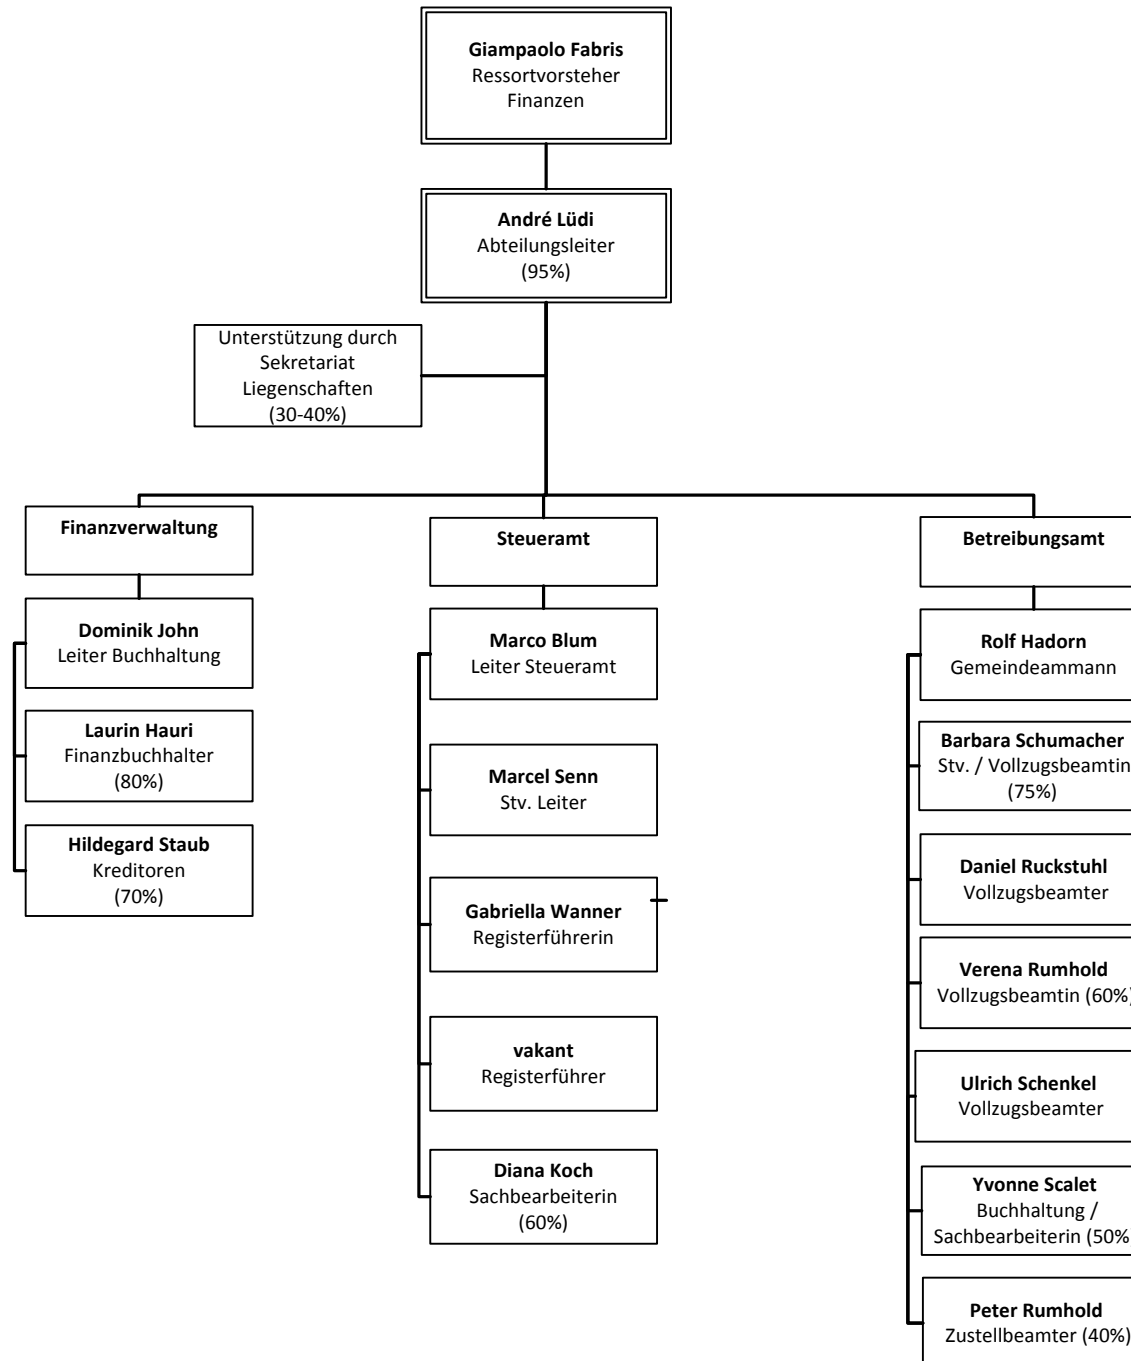 Giampaolo Fabris
Ressortvorsteher
Finanzen
André Lüdi
Abteilungsleiter
(95%)
Unterstützung durch
Sekretariat
Liegenschaften
(30-40%)
Finanzverwaltung
Dominik John
Leiter Buchhaltung
Laurin Hauri
Finanzbuchhalter
(80%)
Hildegard Staub
Kreditoren
(70%)
Steueramt
Marco Blum
Leiter Steueramt
Marcel Senn
Stv. Leiter
Gabriella Wanner
Registerführerin
vakant
Registerführer
Diana Koch
Sachbearbeiterin
(60%)
Betreibungsamt
Rolf Hadorn
Gemeindeammann
Barbara Schumacher
Stv. / Vollzugsbeamtin
(75%)
Daniel Ruckstuhl
Vollzugsbeamter
Verena Rumhold
Vollzugsbeamtin (60%)
Ulrich Schenkel
Vollzugsbeamter
Yvonne Scalet
Buchhaltung /
Sachbearbeiterin (50%
Peter Rumhold
Zustellbeamter (40%)